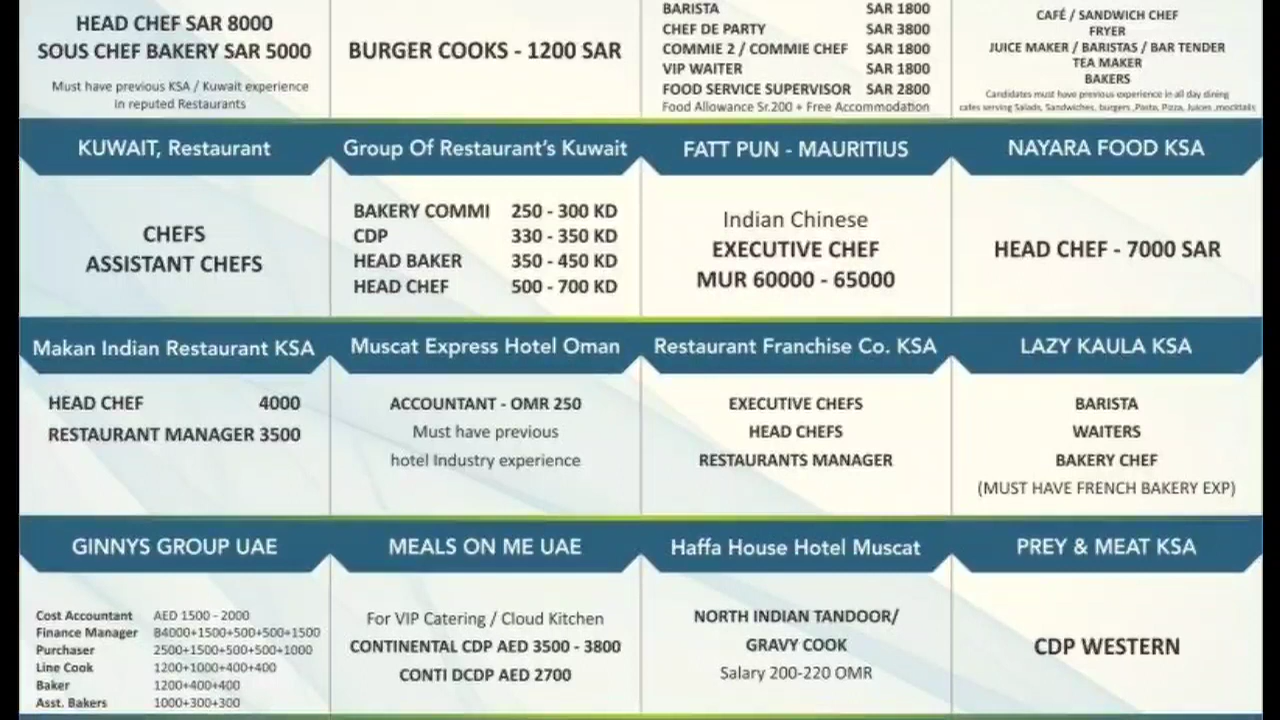 HEAD CHEF SAR 8000
SOUS CHEF BAKERY SAR 5000
Must have previous KSA / Kuwait experience
in reputed Restaurants
BURGER COOKS - 1200 SAR
BARISTA SAR 1800
CHEF DE PARTY SAR 3800
COMMIE 2 / COMMIE CHEF SAR 1800
VIP WAITER SAR 1800
FOOD SERVICE SUPERVISOR SAR 2800
Food Allowance Sr.200 + Free Accommodation
CAFÉ / SANDWICH CHEF
FRYER
JUICE MAKER / BARISTAS / BAR TENDER
TEA MAKER
BAKERS
Candidates must have previous experience in all day dining
cafes serving Salads, Sandwiches, burgers ,Pasta, Pizza, Juices ,mocktails
KUWAIT, Restaurant
CHEFS
ASSISTANT CHEFS
Group Of Restaurant's Kuwait
BAKERY COMMI 250 - 300 KD
CDP 330 - 350 KD
HEAD BAKER 350 - 450 KD
HEAD CHEF 500 - 700 KD
FATT PUN - MAURITIUS
Indian Chinese
EXECUTIVE CHEF
MUR 60000 - 65000
NAYARA FOOD KSA
HEAD CHEF - 7000 SAR
Makan Indian Restaurant KSA
HEAD CHEF 4000
RESTAURANT MANAGER 3500
Muscat Express Hotel Oman
ACCOUNTANT - OMR 250
Must have previous
hotel Industry experience
Restaurant Franchise Co. KSA
EXECUTIVE CHEFS
HEAD CHEFS
RESTAURANTS MANAGER
LAZY KAULA KSA
BARISTA
WAITERS
BAKERY CHEF
(MUST HAVE FRENCH BAKERY EXP)
GINNYS GROUP UAE
Cost Accountant AED 1500 - 2000
Finance Manager 84000+1500+500+500+1500
Purchaser 2500+1500+500+500+1000
Line Cook 1200+1000+400+400
Baker 1200+400+400
Asst. Bakers 1000+300+300
MEALS ON ME UAE
For VIP Catering / Cloud Kitchen
CONTINENTAL CDP AED 3500 - 3800
CONTI DCDP AED 2700
Haffa House Hotel Muscat
NORTH INDIAN TANDOOR/
GRAVY COOK
Salary 200-220 OMR
PREY & MEAT KSA
CDP WESTERN